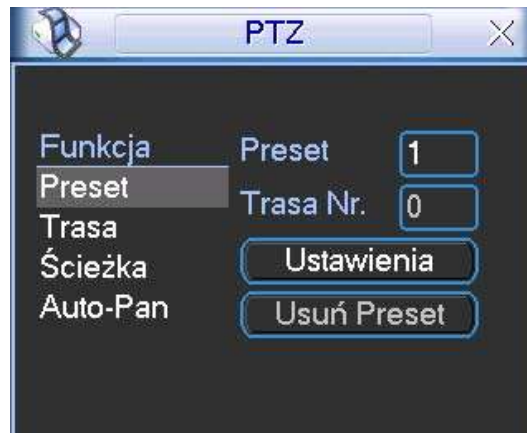 PTZ
Funkcja
Preset
Trasa
Ścieżka
Auto-Pan
Preset 1
Trasa Nr. 0
Ustawienia
Usuń Preset